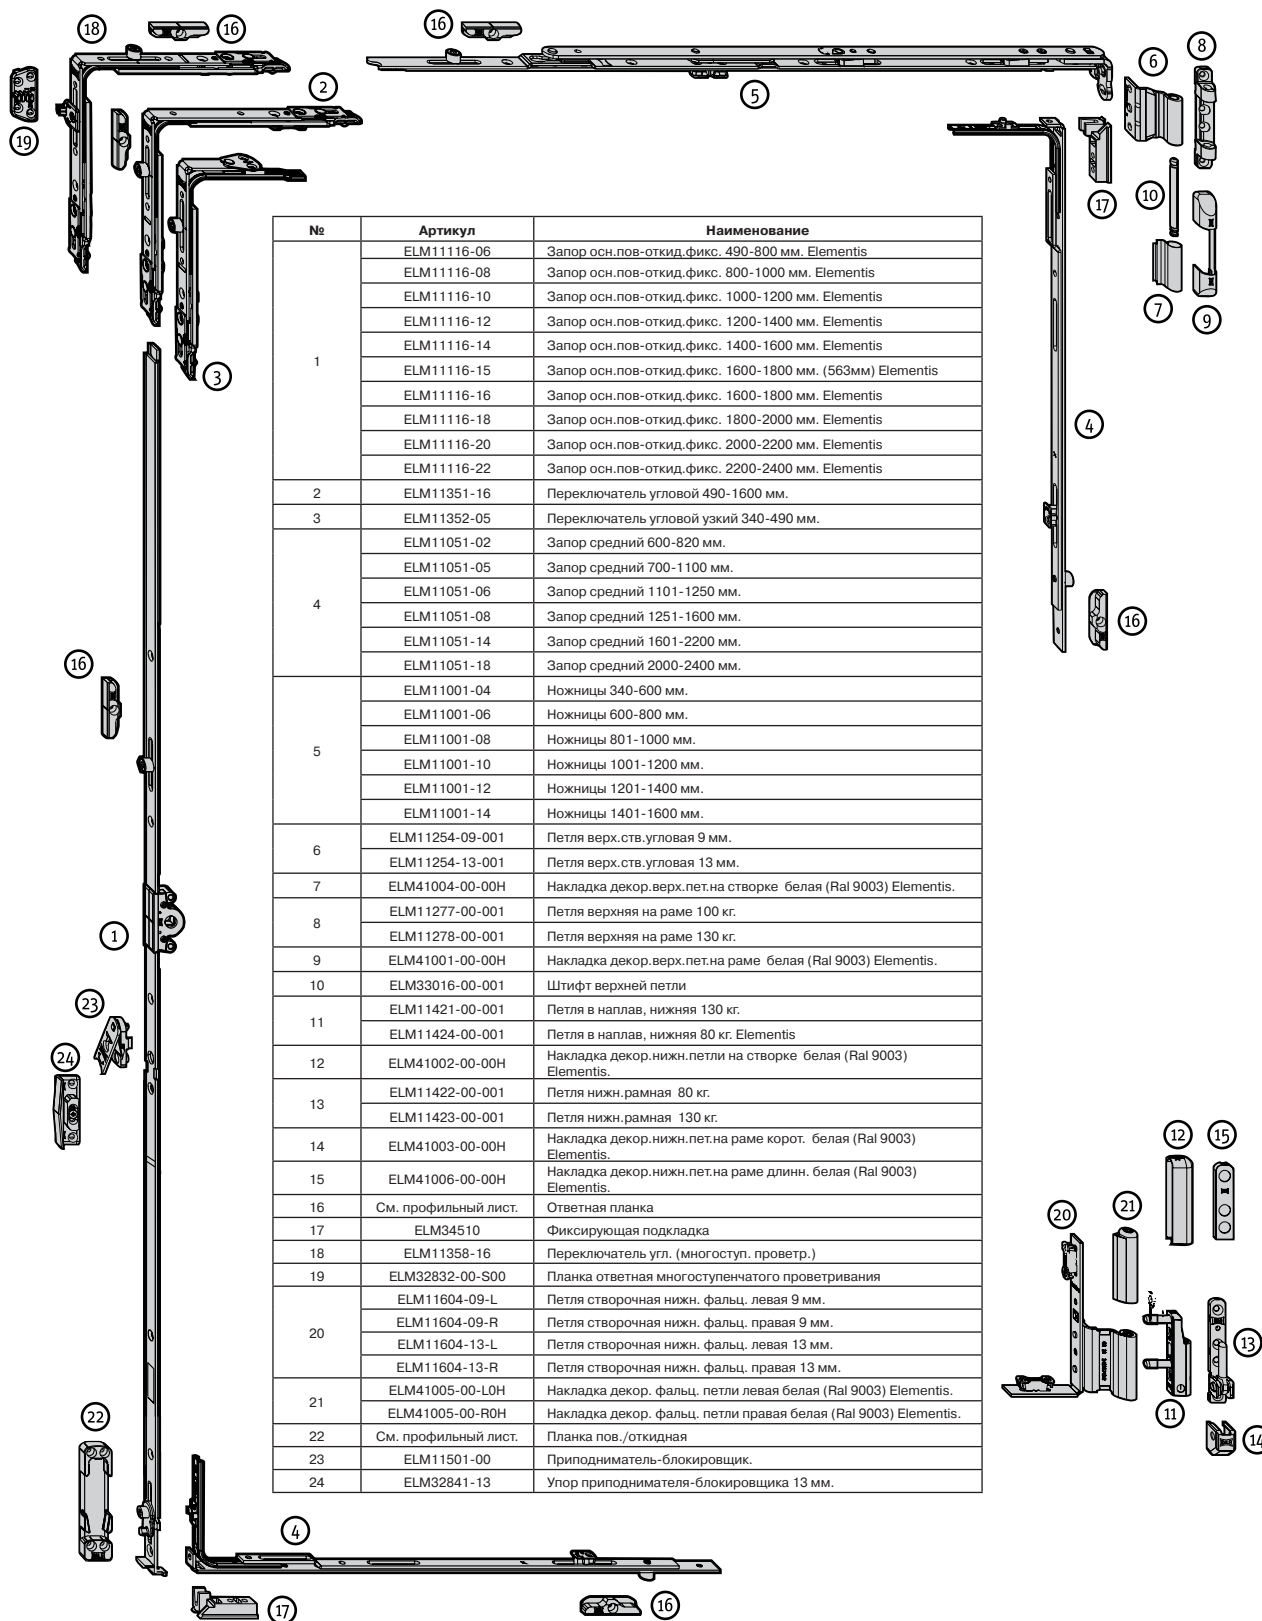 18
16
16
8
6
2
5
19
17
10
7
9
3
№ Артикул Наименование
1
ELM11116-06 Запор осн.пов-откид.фикс. 490-800 мм. Elementis
ELM11116-08 Запор осн.пов-откид.фикс. 800-1000 мм. Elementis
ELM11116-10 Запор осн.пов-откид.фикс. 1000-1200 мм. Elementis
ELM11116-12 Запор осн.пов-откид.фикс. 1200-1400 мм. Elementis
ELM11116-14 Запор осн.пов-откид.фикс. 1400-1600 мм. Elementis
ELM11116-15 Запор осн.пов-откид.фикс. 1600-1800 мм. (563мм) Elementis
ELM11116-16 Запор осн.пов-откид.фикс. 1600-1800 мм. Elementis
ELM11116-18 Запор осн.пов-откид.фикс. 1800-2000 мм. Elementis
ELM11116-20 Запор осн.пов-откид.фикс. 2000-2200 мм. Elementis
ELM11116-22 Запор осн.пов-откид.фикс. 2200-2400 мм. Elementis
2 ELM11351-16 Переключатель угловой 490-1600 мм.
3 ELM11352-05 Переключатель угловой узкий 340-490 мм.
4
ELM11051-02 Запор средний 600-820 мм.
ELM11051-05 Запор средний 700-1100 мм.
ELM11051-06 Запор средний 1101-1250 мм.
ELM11051-08 Запор средний 1251-1600 мм.
ELM11051-14 Запор средний 1601-2200 мм.
ELM11051-18 Запор средний 2000-2400 мм.
5
ELM11001-04 Ножницы 340-600 мм.
ELM11001-06 Ножницы 600-800 мм.
ELM11001-08 Ножницы 801-1000 мм.
ELM11001-10 Ножницы 1001-1200 мм.
ELM11001-12 Ножницы 1201-1400 мм.
ELM11001-14 Ножницы 1401-1600 мм.
6
ELM11254-09-001 Петля верх.ств.угловая 9 мм.
ELM11254-13-001 Петля верх.ств.угловая 13 мм.
7 ELM41004-00-00H Накладка декор.верх.пет.на створке белая (Ral 9003) Elementis.
8
ELM11277-00-001 Петля верхняя на раме 100 кг.
ELM11278-00-001 Петля верхняя на раме 130 кг.
9 ELM41001-00-00H Накладка декор.верх.пет.на раме белая (Ral 9003) Elementis.
10 ELM33016-00-001 Штифт верхней петли
11
ELM11421-00-001 Петля в наплав, нижняя 130 кг.
ELM11424-00-001 Петля в наплав, нижняя 80 кг. Elementis
12 ELM41002-00-00H Накладка декор.нижн.петли на створке белая (Ral 9003)
Elementis.
13
ELM11422-00-001 Петля нижн.рамная 80 кг.
ELM11423-00-001 Петля нижн.рамная 130 кг.
14 ELM41003-00-00H Накладка декор.нижн.пет.на раме корот. белая (Ral 9003)
Elementis.
15 ELM41006-00-00H Накладка декор.нижн.пет.на раме длинн. белая (Ral 9003)
Elementis.
16 См. профильный лист. Ответная планка
17 ELM34510 Фиксирующая подкладка
18 ELM11358-16 Переключатель угл. (многоступ. проветр.)
19 ELM32832-00-S00 Планка ответная многоступенчатого проветривания
20
ELM11604-09-L Петля створочная нижн. фальц. левая 9 мм.
ELM11604-09-R Петля створочная нижн. фальц. правая 9 мм.
ELM11604-13-L Петля створочная нижн. фальц. левая 13 мм.
ELM11604-13-R Петля створочная нижн. фальц. правая 13 мм.
21
ELM41005-00-L0H Накладка декор. фальц. петли левая белая (Ral 9003) Elementis.
ELM41005-00-R0H Накладка декор. фальц. петли правая белая (Ral 9003) Elementis.
22 См. профильный лист. Планка пов./откидная
23 ELM11501-00 Приподниматель-блокировщик.
24 ELM32841-13 Упор приподнимателя-блокировщика 13 мм.
4
16
16
1
23
24
12
15
20
21
13
11
14
22
4
17
16